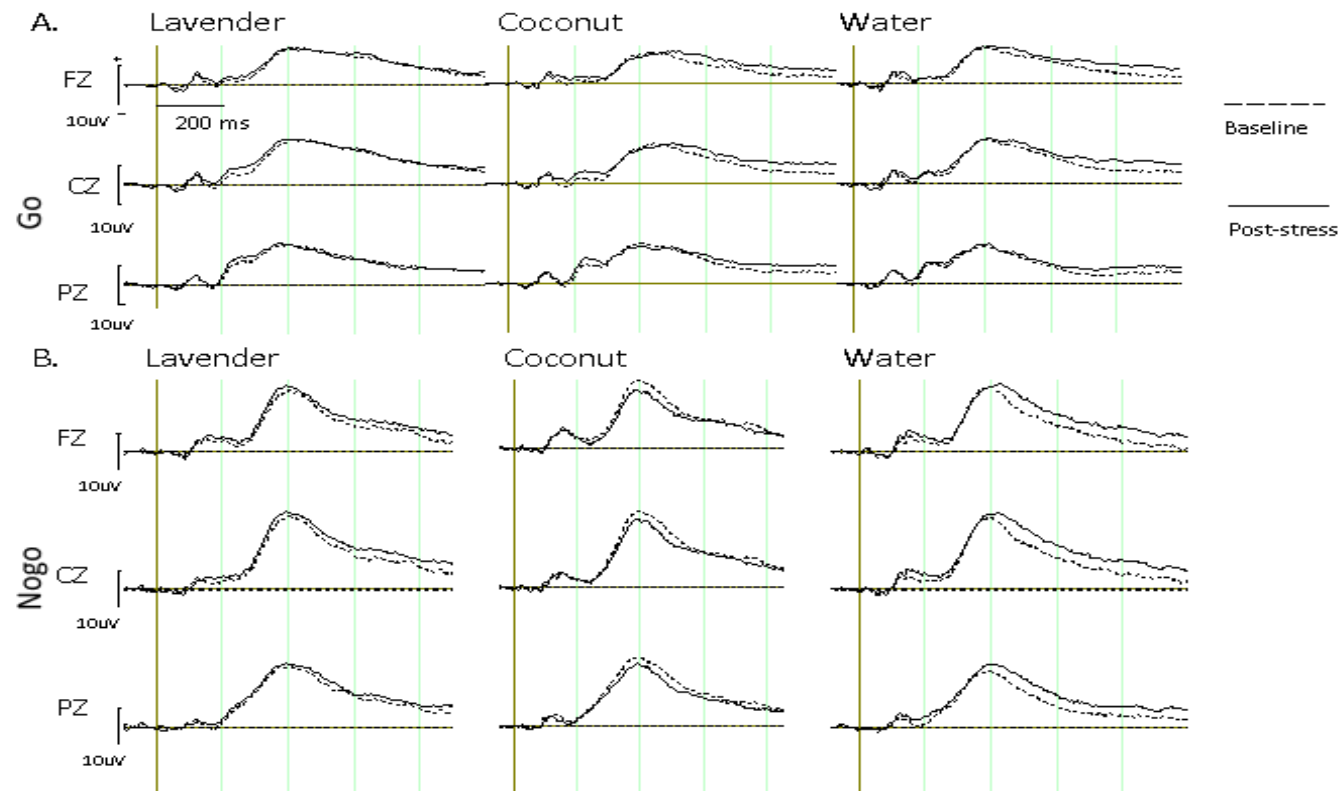 A. Lavender Coconut Water
+
FZ
10uV −
200 ms
Baseline
CZ
Go
10uV
Post-stress
PZ
10uV
B. Lavender Coconut Water
FZ
10uV
CZ
Nogo
10uV
PZ
10uV